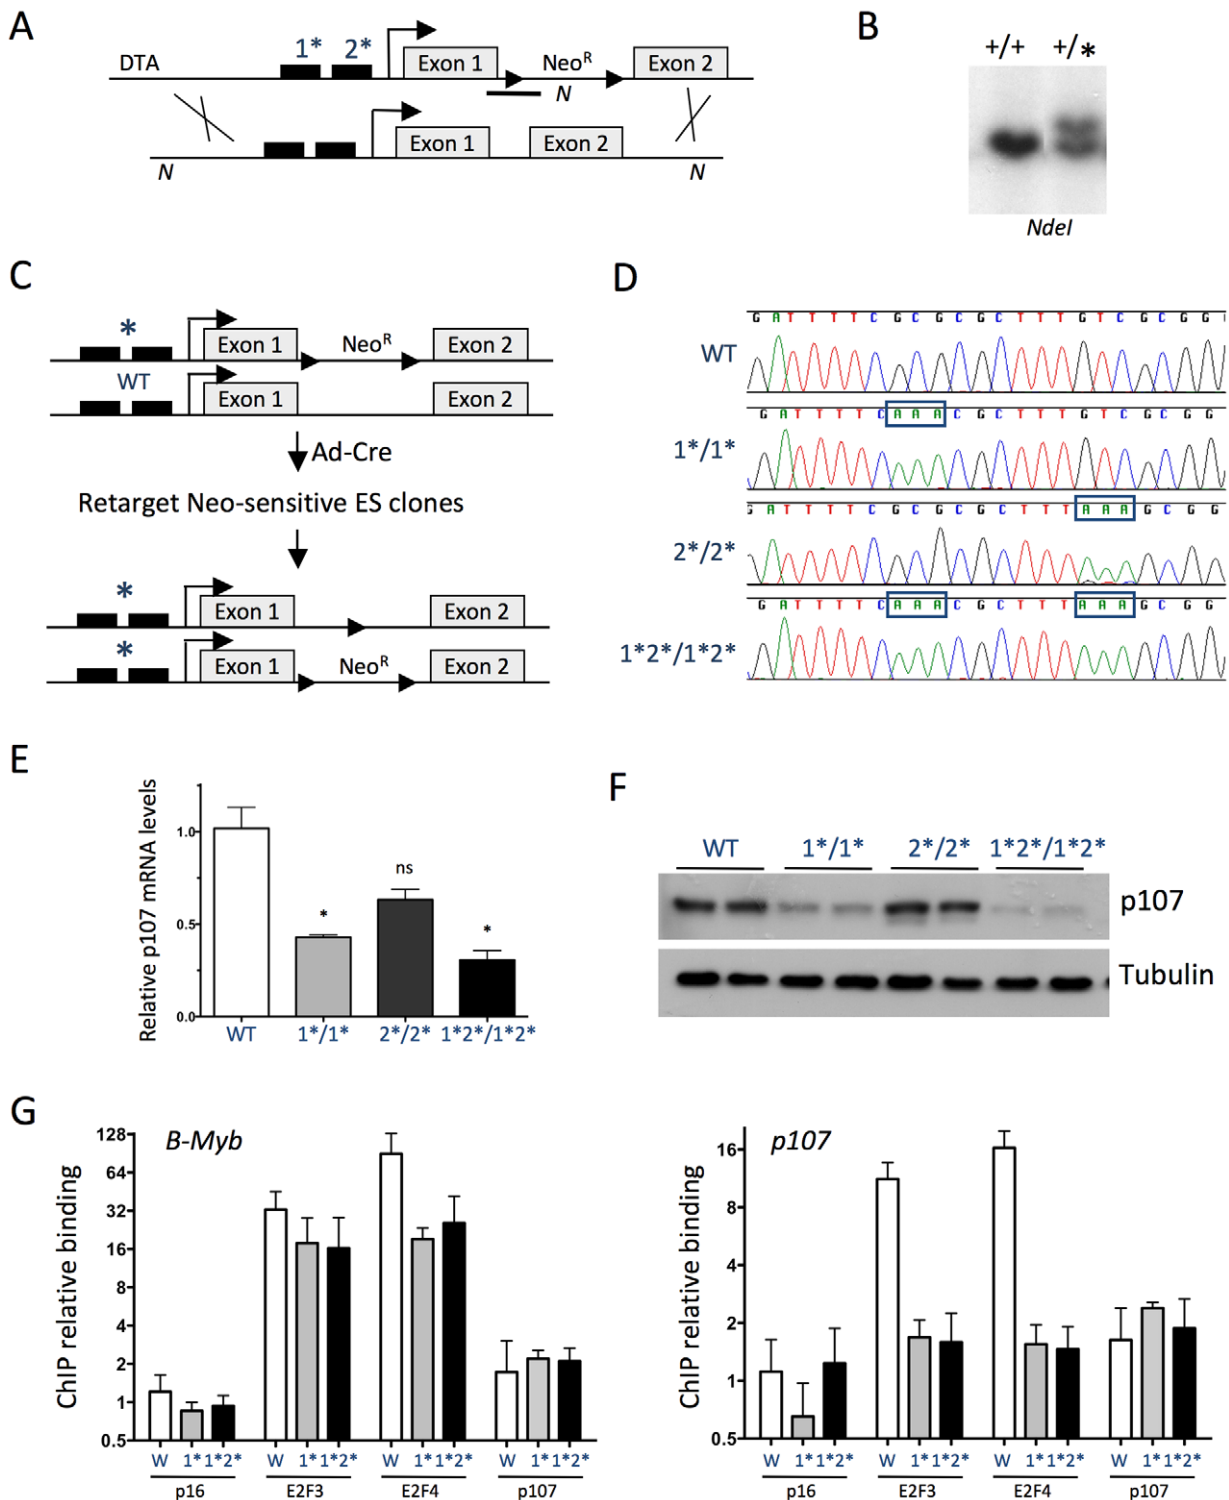 A
1* 2*
DTA
Exon 1
Neo^R
Exon 2
N
Exon 1
Exon 2
N
N
B
+/+ +/*
NdeI
C
*
Exon 1
Neo^R
Exon 2
WT
Exon 1
Exon 2
Ad-Cre
Retarget Neo-sensitive ES clones
*
Exon 1
Exon 2
*
Exon 1
Neo^R
Exon 2
D
G A T T T T C G C G C G C T T T G T C G C G G
WT
G A T T T T C A A A C G C T T T G T C G C G G
1*/1*
G A T T T T C G C G C G C T T T A A A G C G G
2*/2*
G A T T T T C A A A C G C T T T A A A G C G G
1*2*/1*2*
E
Relative p107 mRNA levels
1.0
0.5
0.0
*
ns
*
WT 1*/1* 2*/2* 1*2*/1*2*
F
WT 1*/1* 2*/2* 1*2*/1*2*
p107
Tubulin
G
B-Myb
ChIP relative binding
128
64
32
16
8
4
2
1
0.5
W 1* 1*2* W 1* 1*2* W 1* 1*2* W 1* 1*2*
p16 E2F3 E2F4 p107
p107
ChIP relative binding
16
8
4
2
1
0.5
W 1* 1*2* W 1* 1*2* W 1* 1*2* W 1* 1*2*
p16 E2F3 E2F4 p107